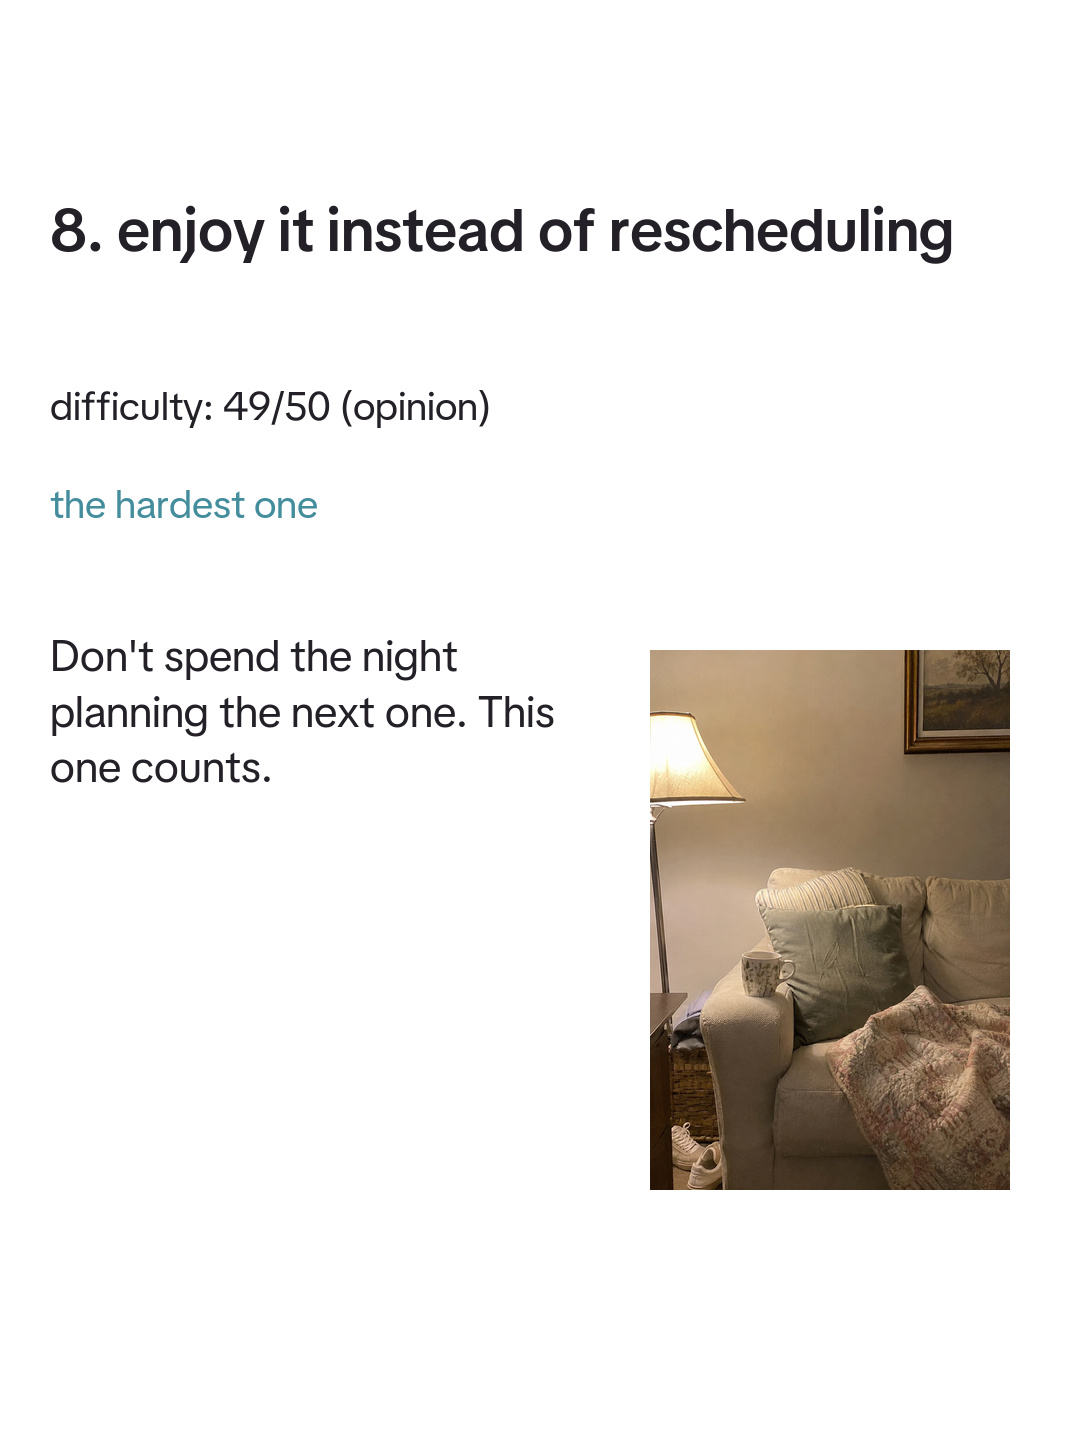 8. enjoy it instead of rescheduling
difficulty: 49/50 (opinion)
the hardest one
Don't spend the night
planning the next one. This
one counts.